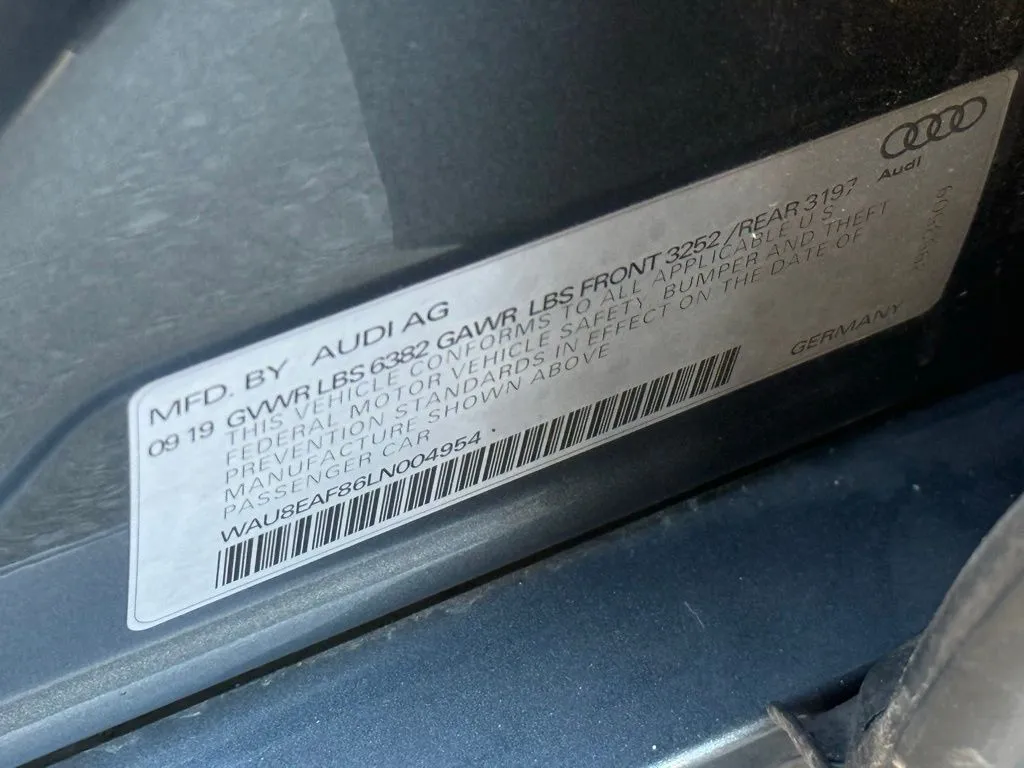 MFD. BY AUDI AG
09 19 GVWR LBS 6382 GAWR LBS FRONT 3252 /REAR 3197
THIS VEHICLE CONFORMS TO ALL APPLICABLE U.S.
FEDERAL MOTOR VEHICLE SAFETY, BUMPER AND THEFT
PREVENTION STANDARDS IN EFFECT ON THE DATE OF
MANUFACTURE SHOWN ABOVE
PASSENGER CAR
WAU8EAF86LN004954
GERMANY
Audi